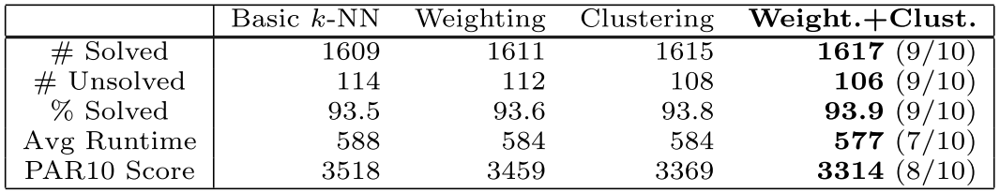 Basic k-NN Weighting Clustering Weight.+Clust.
# Solved 1609 1611 1615 1617 (9/10)
# Unsolved 114 112 108 106 (9/10)
% Solved 93.5 93.6 93.8 93.9 (9/10)
Avg Runtime 588 584 584 577 (7/10)
PAR10 Score 3518 3459 3369 3314 (8/10)